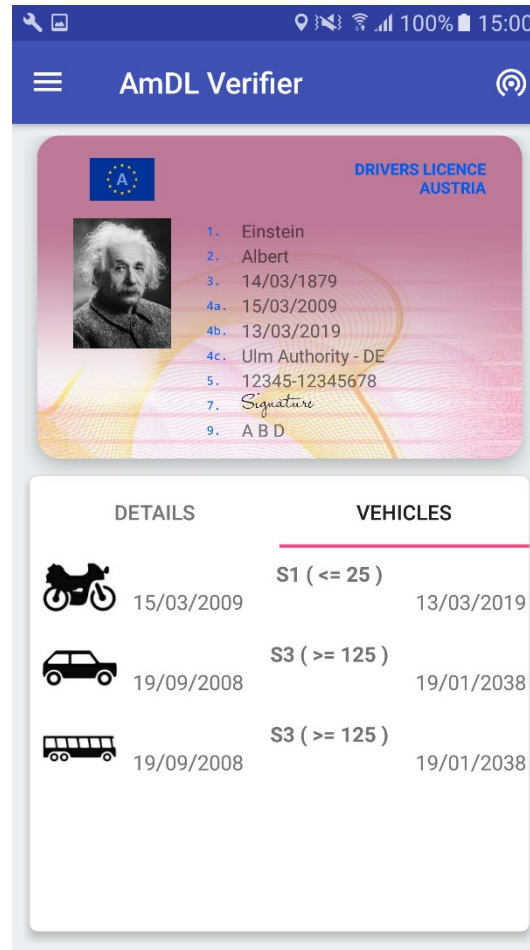 100% 15:00
AmDL Verifier
A
DRIVERS LICENCE
AUSTRIA
1. Einstein
2. Albert
3. 14/03/1879
4a. 15/03/2009
4b. 13/03/2019
4c. Ulm Authority - DE
5. 12345-12345678
7. Signature
9. A B D
DETAILS VEHICLES
S1 ( <= 25 )
15/03/2009 13/03/2019
S3 ( >= 125 )
19/09/2008 19/01/2038
S3 ( >= 125 )
19/09/2008 19/01/2038